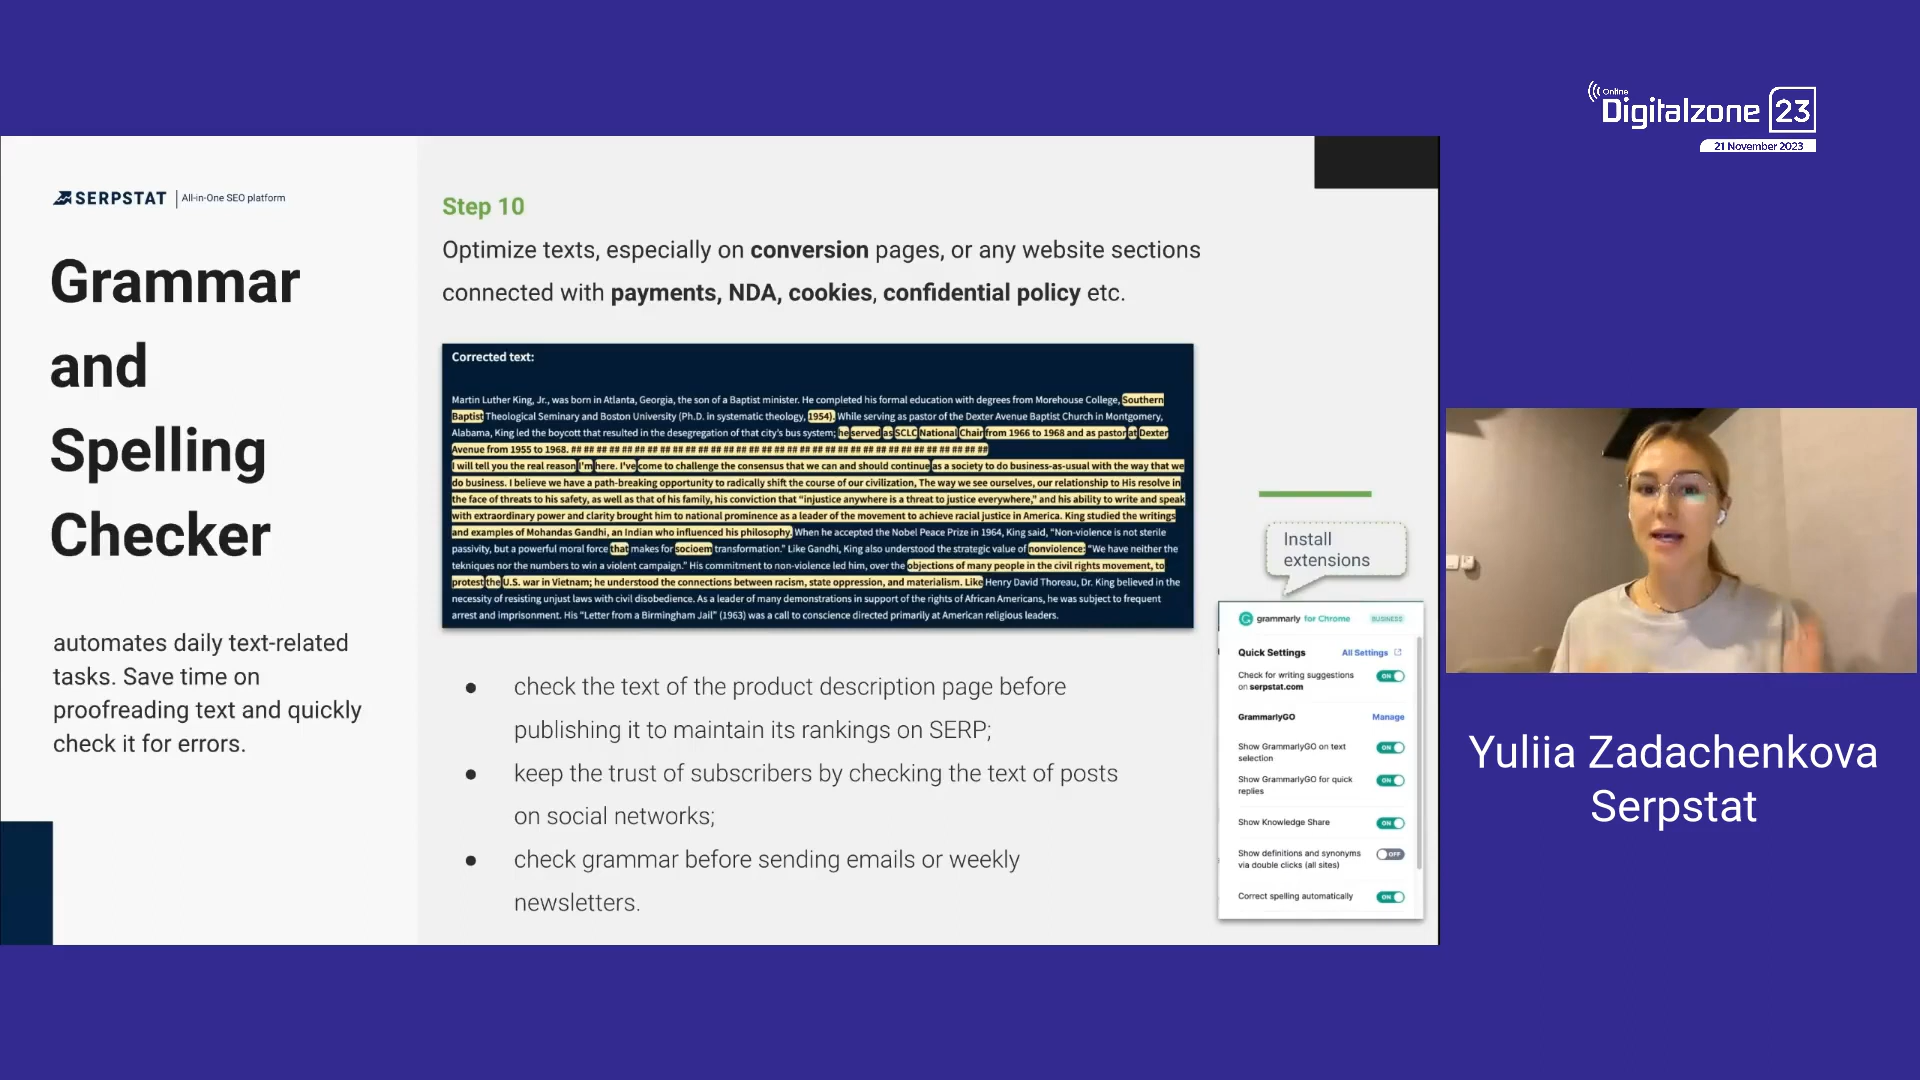 Online
Digitalzone 23
21 November 2023
SERPSTAT | All-in-One SEO platform
Grammar
and
Spelling
Checker
automates daily text-related
tasks. Save time on
proofreading text and quickly
check it for errors.
Step 10
Optimize texts, especially on conversion pages, or any website sections
connected with payments, NDA, cookies, confidential policy etc.
Corrected text:
Martin Luther King, Jr., was born in Atlanta, Georgia, the son of a Baptist minister. He completed his formal education with degrees from Morehouse College, Southern
Baptist Theological Seminary and Boston University (Ph.D. in systematic theology, 1954). While serving as pastor of the Dexter Avenue Baptist Church in Montgomery,
Alabama, King led the boycott that resulted in the desegregation of that city's bus system; he served as SCLC National Chair from 1966 to 1968 and as pastor at Dexter
Avenue from 1955 to 1968. ## ## ## ## ## ## ## ## ## ## ## ## ## ## ## ## ## ## ## ## ## ## ## ## ## ## ## ## ## ##
I will tell you the real reason I'm here. I've come to challenge the consensus that we can and should continue as a society to do business-as-usual with the way that we
do business. I believe we have a path-breaking opportunity to radically shift the course of our civilization, The way we see ourselves, our relationship to His resolve in
the face of threats to his safety, as well as that of his family, his conviction that "injustice anywhere is a threat to justice everywhere," and his ability to write and speak
with extraordinary power and clarity brought him to national prominence as a leader of the movement to achieve racial justice in America. King studied the writings
and examples of Mohandas Gandhi, an Indian who influenced his philosophy. When he accepted the Nobel Peace Prize in 1964, King said, "Non-violence is not sterile
passivity, but a powerful moral force that makes for socioem transformation." Like Gandhi, King also understood the strategic value of nonviolence: "We have neither the
tekniques nor the numbers to win a violent campaign." His commitment to non-violence led him, over the objections of many people in the civil rights movement, to
protest the U.S. war in Vietnam; he understood the connections between racism, state oppression, and materialism. Like Henry David Thoreau, Dr. King believed in the
necessity of resisting unjust laws with civil disobedience. As a leader of many demonstrations in support of the rights of African Americans, he was subject to frequent
arrest and imprisonment. His "Letter from a Birmingham Jail" (1963) was a call to conscience directed primarily at American religious leaders.
● check the text of the product description page before
publishing it to maintain its rankings on SERP;
● keep the trust of subscribers by checking the text of posts
on social networks;
● check grammar before sending emails or weekly
newsletters.
Install
extensions
grammarly for Chrome BUSINESS
Quick Settings All Settings
Check for writing suggestions
on serpstat.com ON
GrammarlyGO Manage
Show GrammarlyGO on text
selection ON
Show GrammarlyGO for quick
replies ON
Show Knowledge Share ON
Show definitions and synonyms
via double clicks (all sites) OFF
Correct spelling automatically ON
Yuliia Zadachenkova
Serpstat